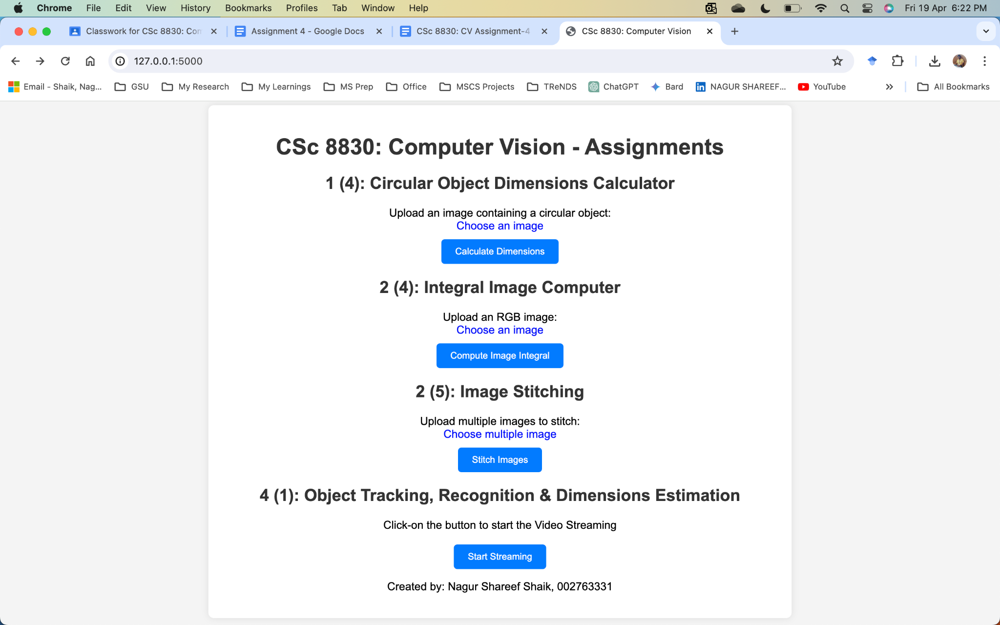 Chrome File Edit View History Bookmarks Profiles Tab Window Help Fri 19 Apr 6:22 PM
Classwork for CSc 8830: Com Assignment 4 - Google Docs CSc 8830: CV Assignment-4 CSc 8830: Computer Vision
127.0.0.1:5000
Email - Shaik, Nag... GSU My Research My Learnings MS Prep Office MSCS Projects TReNDS ChatGPT Bard NAGUR SHAREEF... YouTube All Bookmarks
CSc 8830: Computer Vision - Assignments
1 (4): Circular Object Dimensions Calculator
Upload an image containing a circular object:
Choose an image
Calculate Dimensions
2 (4): Integral Image Computer
Upload an RGB image:
Choose an image
Compute Image Integral
2 (5): Image Stitching
Upload multiple images to stitch:
Choose multiple image
Stitch Images
4 (1): Object Tracking, Recognition & Dimensions Estimation
Click-on the button to start the Video Streaming
Start Streaming
Created by: Nagur Shareef Shaik, 002763331